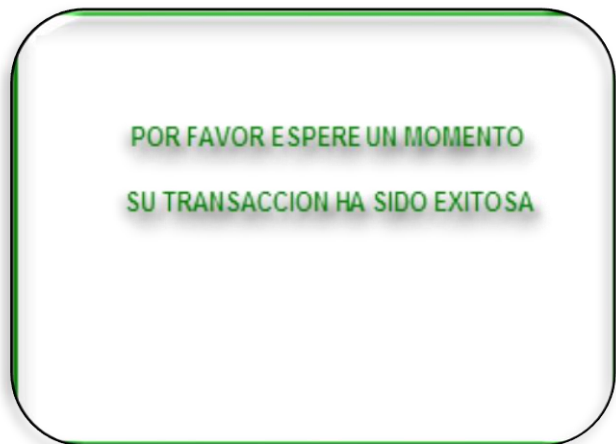 POR FAVOR ESPERE UN MOMENTO
SU TRANSACCION HA SIDO EXITOSA